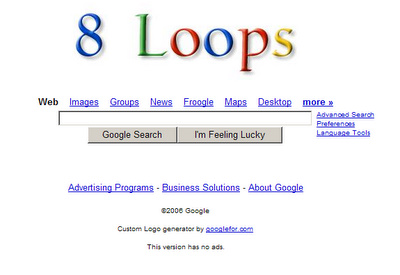 8 Loops
Web Images Groups News Froogle Maps Desktop more »
Advanced Search
Preferences
Language Tools
Google Search I'm Feeling Lucky
Advertising Programs - Business Solutions - About Google
©2006 Google
Custom Logo generator by googlefor.com
This version has no ads.